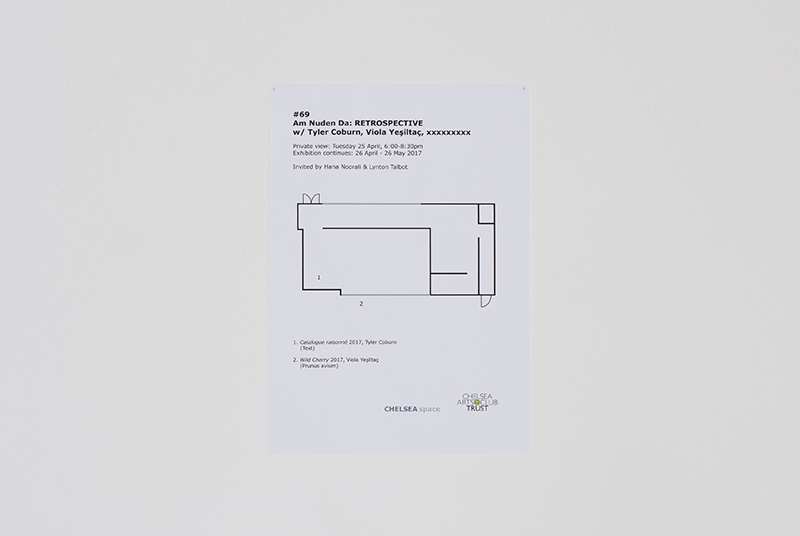 #69
Am Nuden Da: RETROSPECTIVE
w/ Tyler Coburn, Viola Yeşiltaç, xxxxxxxxx
Private view: Tuesday 25 April, 6:00-8:30pm
Exhibition continues: 26 April - 26 May 2017
Invited by Hana Noorali & Lynton Talbot
1
2
1. Catalogue raisonné 2017, Tyler Coburn
(Text)
2. Wild Cherry 2017, Viola Yeşiltaç
(Prunus avium)
CHELSEA space
CHELSEA
ARTS CLUB
TRUST